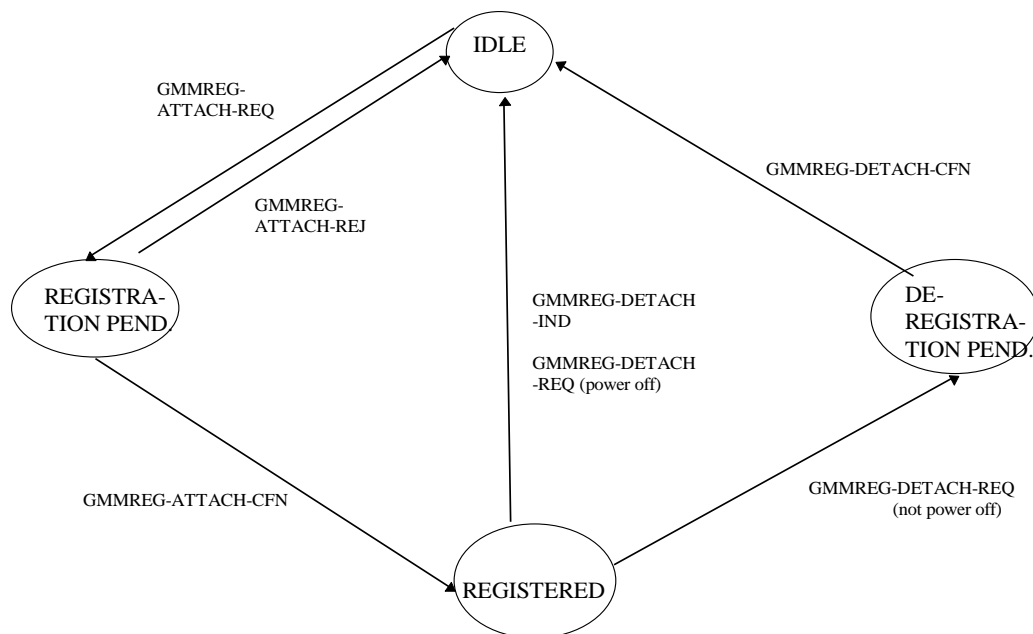 IDLE
GMMREG-
ATTACH-REQ
GMMREG-DETACH-CFN
GMMREG-
ATTACH-REJ
REGISTRA-
TION PEND.
GMMREG-DETACH
-IND
GMMREG-DETACH
-REQ (power off)
DE-
REGISTRA-
TION PEND.
GMMREG-ATTACH-CFN
GMMREG-DETACH-REQ
(not power off)
REGISTERED